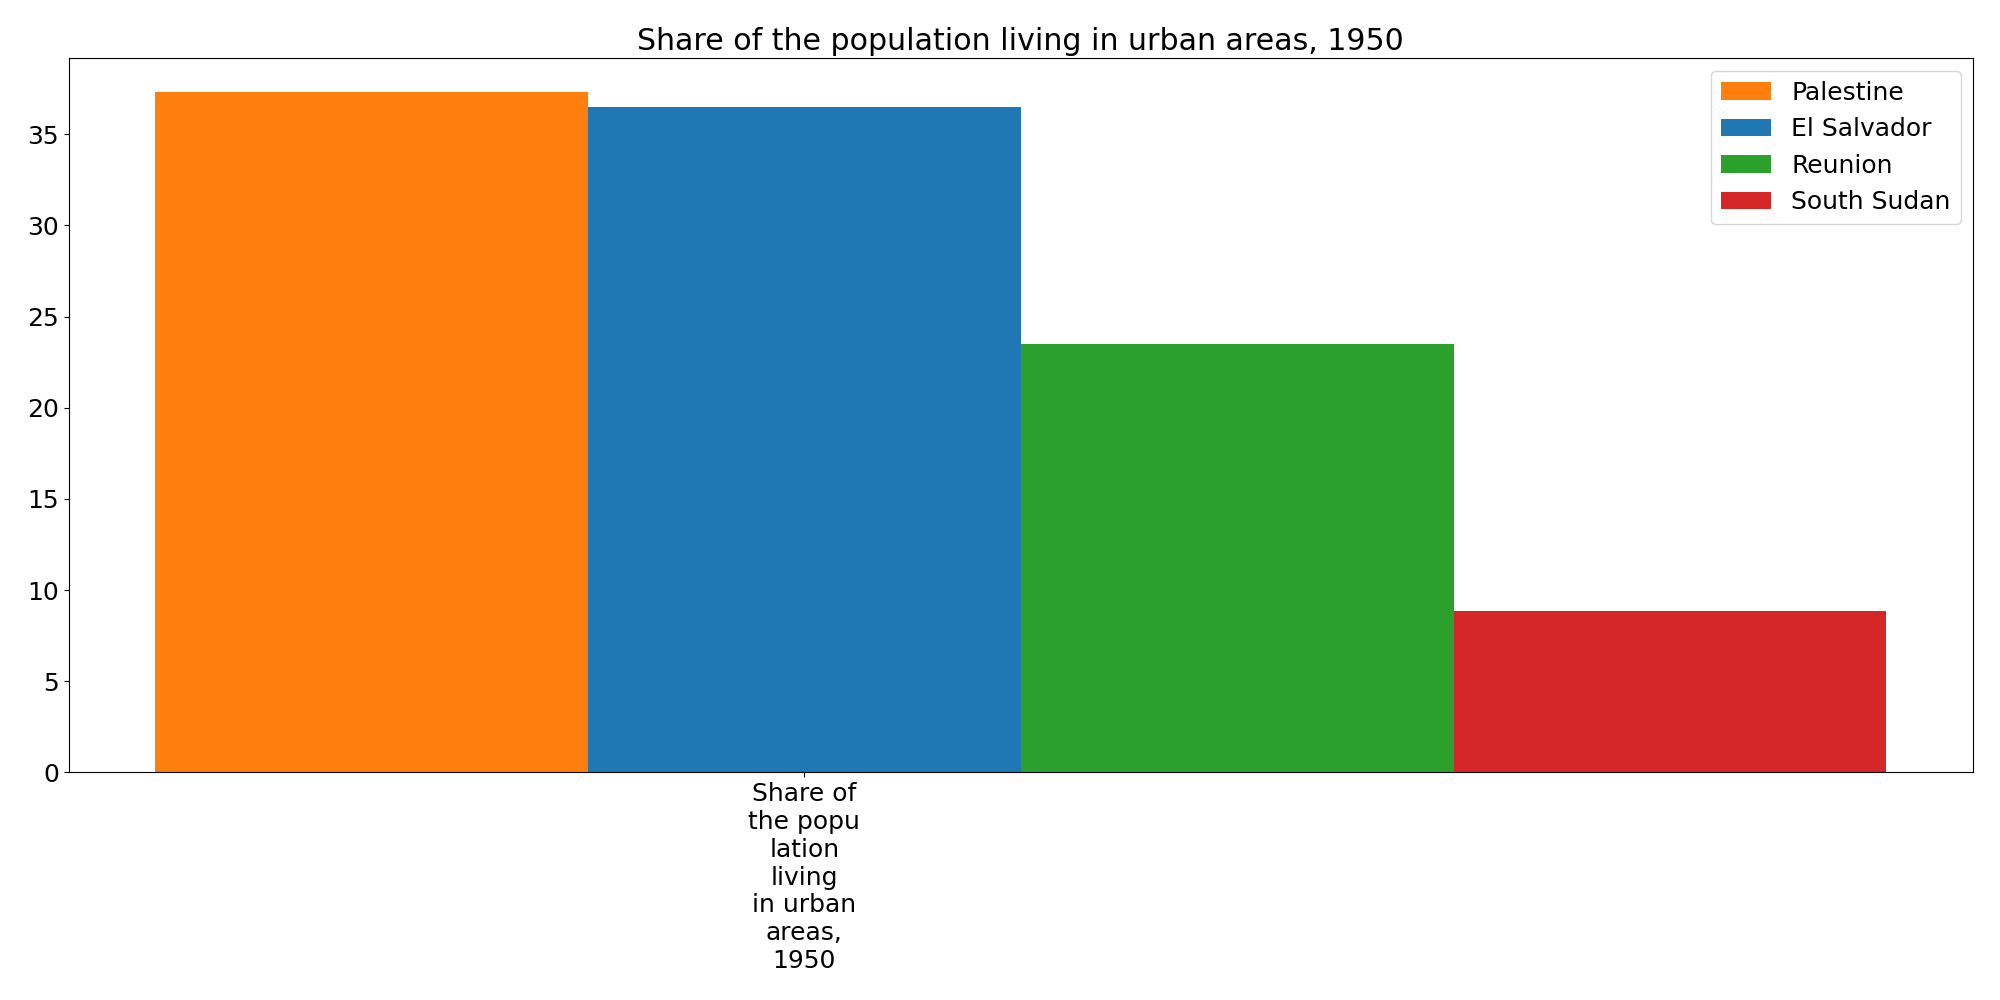 Share of the population living in urban areas, 1950
Palestine
El Salvador
Reunion
South Sudan
35
30
25
20
15
10
5
0
Share of
the popu
lation
living
in urban
areas,
1950